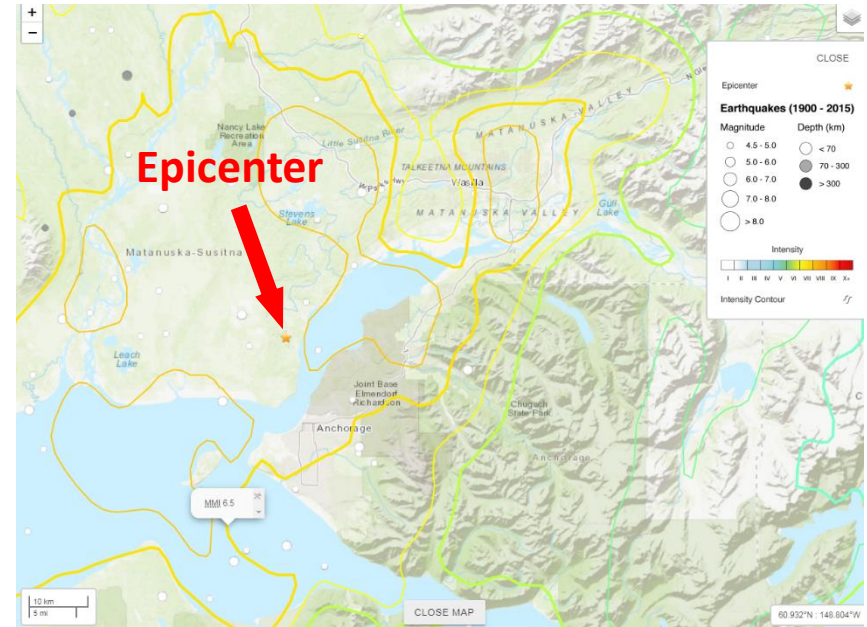 +
−
CLOSE
Epicenter
Earthquakes (1900 - 2015)
Magnitude
Depth (km)
4.5 - 5.0
5.0 - 6.0
6.0 - 7.0
7.0 - 8.0
> 8.0
< 70
70 - 300
> 300
Intensity
I II III IV V VI VII VIII IX X+
Intensity Contour
Nancy Lake
Recreation
Area
Little Susitna River
MATANUSKA VALLEY
Epicenter
TALKEETNA MOUNTAINS
Wasilla
Stevens
Lake
MATANUSKA VALLEY
Gull
Lake
Matanuska-Susitna
Leach
Lake
Joint Base
Elmendorf
Richardson
Chugach
State Park
Anchorage
Anchorage
MMI 6.5
10 km
5 mi
CLOSE MAP
60.932°N : 148.804°W